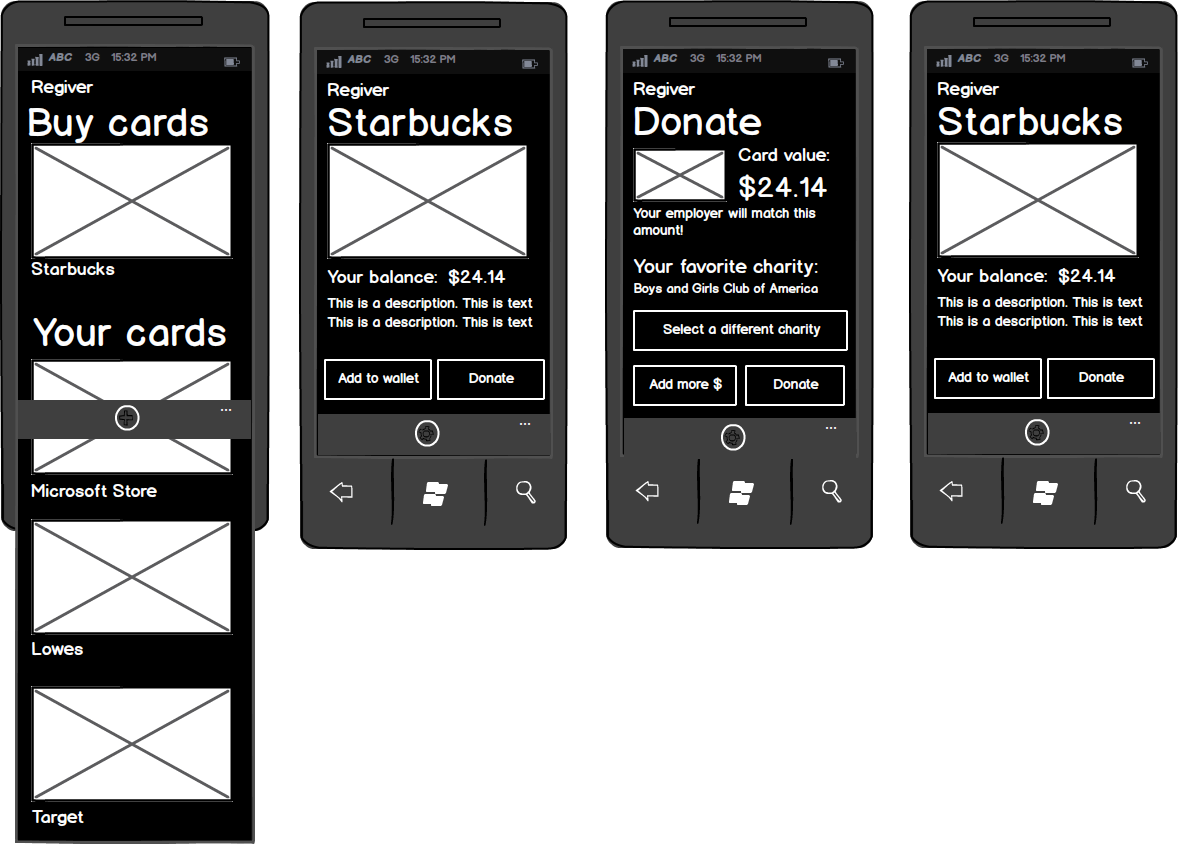 ABC 3G 15:32 PM
Regiver
Buy cards
Starbucks
Your cards
...
Microsoft Store
Lowes
Target
ABC 3G 15:32 PM
Regiver
Starbucks
Your balance: $24.14
This is a description. This is text
This is a description. This is text
Add to wallet
Donate
...
ABC 3G 15:32 PM
Regiver
Donate
Card value:
$24.14
Your employer will match this
amount!
Your favorite charity:
Boys and Girls Club of America
Select a different charity
Add more $
Donate
...
ABC 3G 15:32 PM
Regiver
Starbucks
Your balance: $24.14
This is a description. This is text
This is a description. This is text
Add to wallet
Donate
...